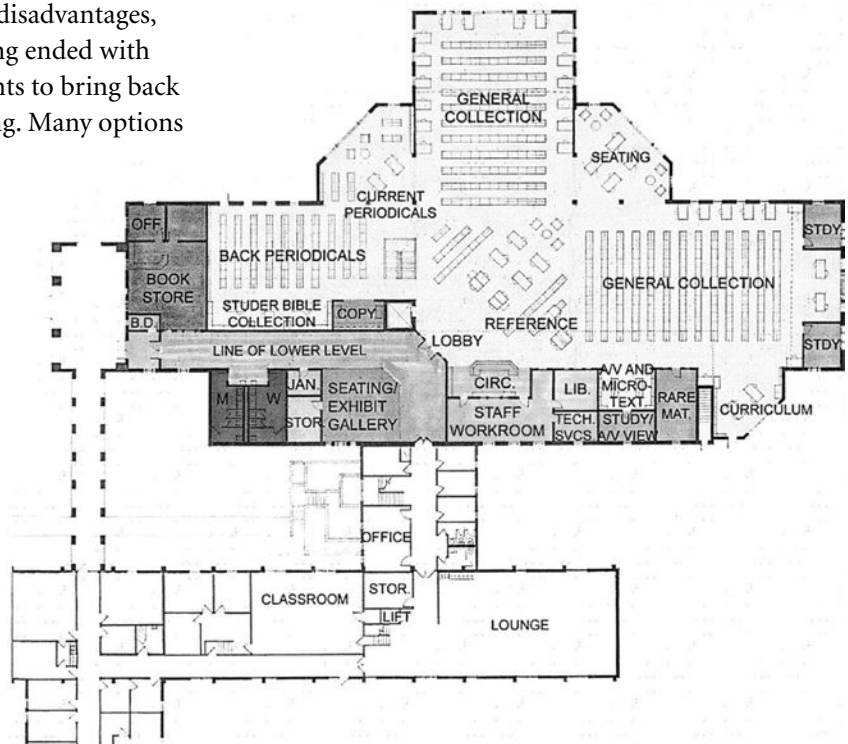 disadvantages,
ng ended with
nts to bring back
ng. Many options
GENERAL
COLLECTION
SEATING
CURRENT
PERIODICALS
OFF.
STDY.
BACK PERIODICALS
BOOK
STORE
GENERAL COLLECTION
STUDER BIBLE
COLLECTION
COPY
B.D.
REFERENCE
LOBBY
STDY.
LINE OF LOWER LEVEL
M
W
JAN.
STOR.
SEATING/
EXHIBIT
GALLERY
CIRC.
STAFF
WORKROOM
LIB.
A/V AND
MICRO-
TEXT
TECH.
SVCS.
STUDY/
A/V VIEW
RARE
MAT.
CURRICULUM
OFFICE
CLASSROOM
STOR.
LIFT
LOUNGE